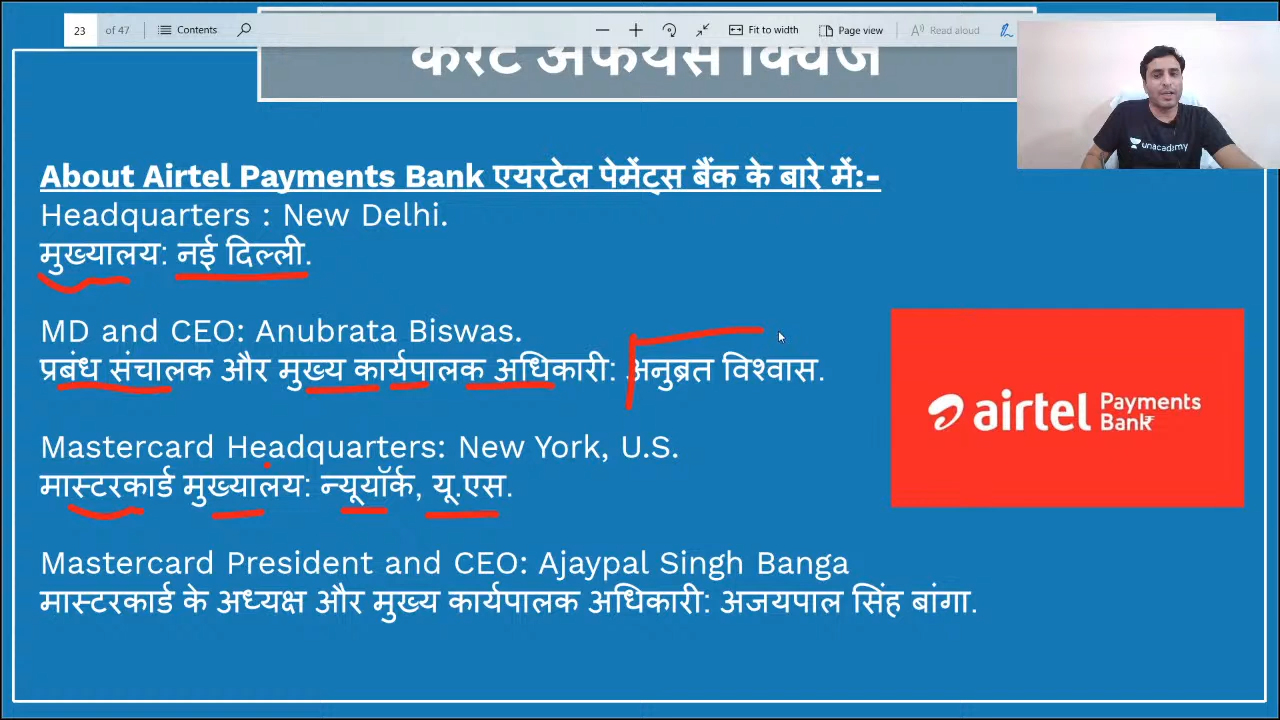 23 of 47 Contents Fit to width Page view Read aloud
करंट अफेयर्स क्विज
unacademy
About Airtel Payments Bank एयरटेल पेमेंट्स बैंक के बारे में:-
Headquarters : New Delhi.
मुख्यालय: नई दिल्ली.
MD and CEO: Anubrata Biswas.
प्रबंध संचालक और मुख्य कार्यपालक अधिकारी: अनुब्रत विश्वास.
airtel Payments Bank
Mastercard Headquarters: New York, U.S.
मास्टरकार्ड मुख्यालय: न्यूयॉर्क, यू.एस.
Mastercard President and CEO: Ajaypal Singh Banga
मास्टरकार्ड के अध्यक्ष और मुख्य कार्यपालक अधिकारी: अजयपाल सिंह बांगा.